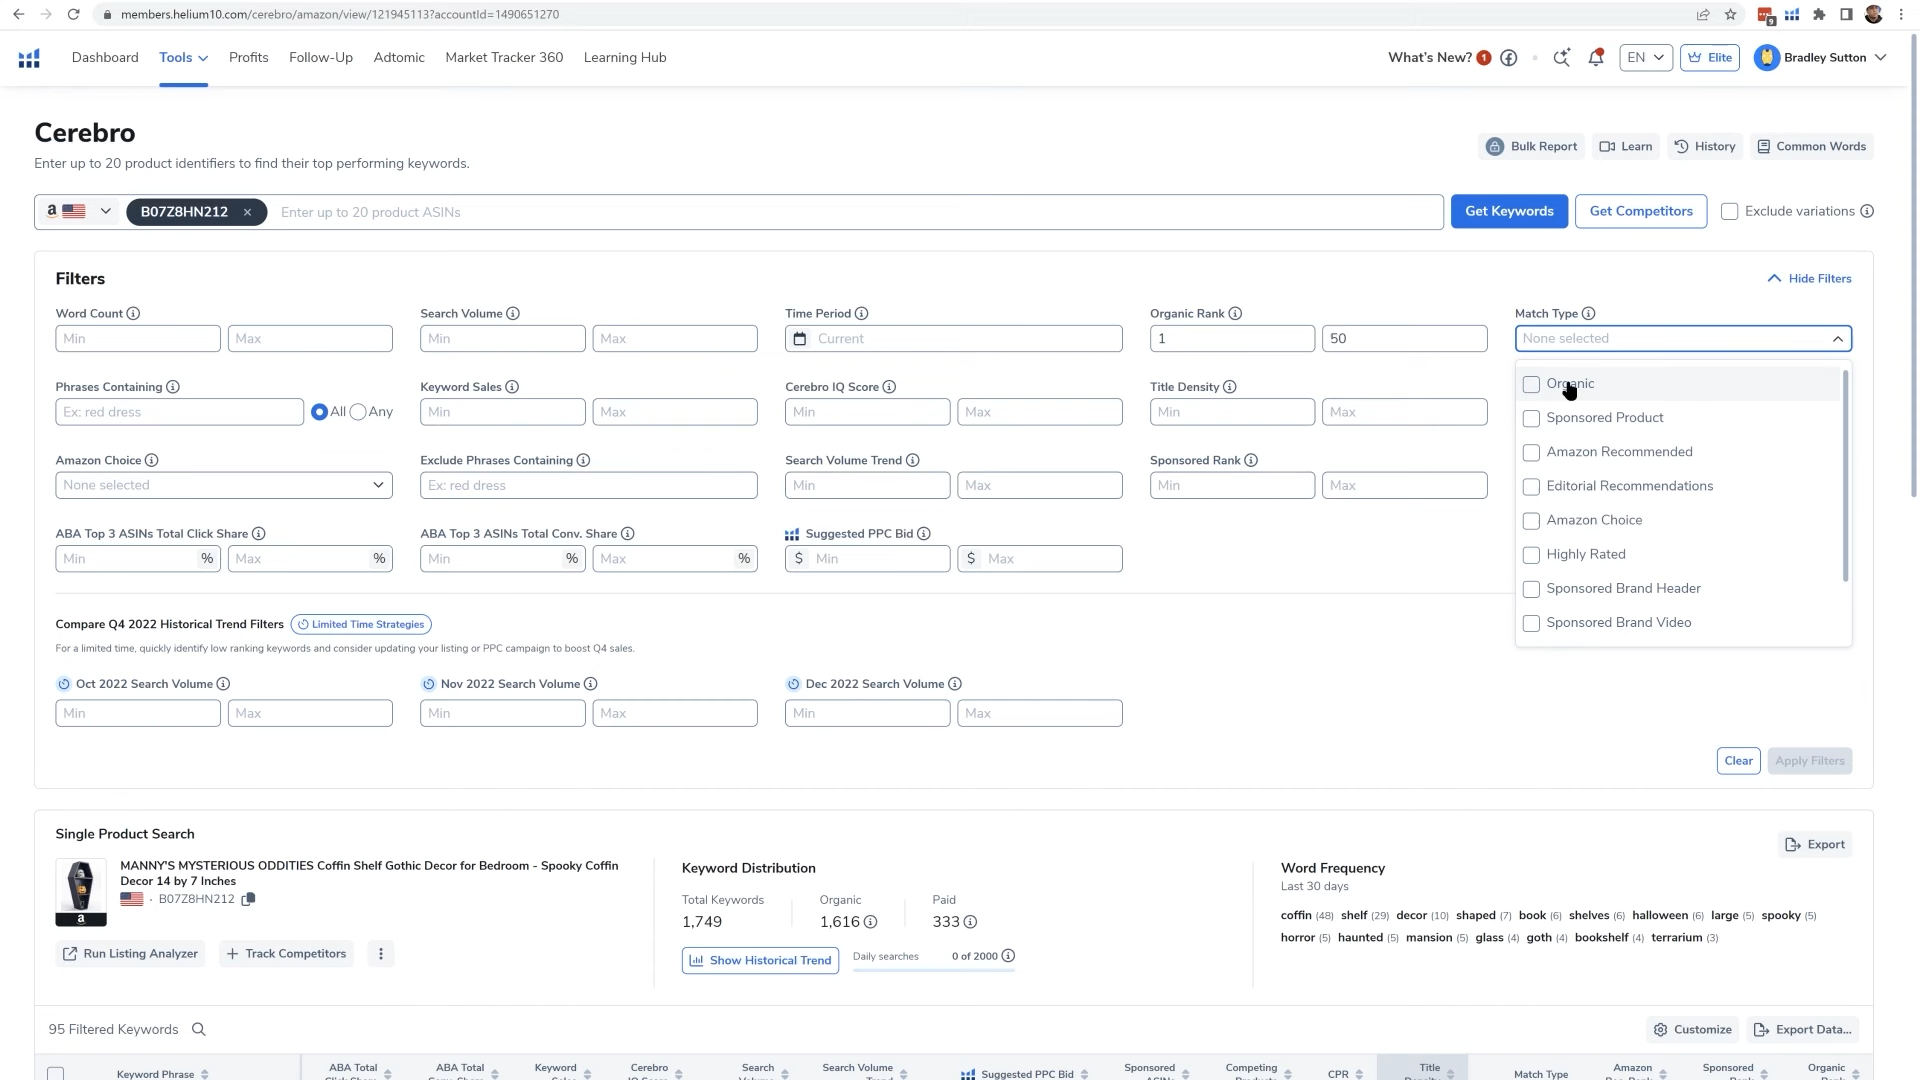 members.helium10.com/cerebro/amazon/view/121945113?accountId=1490651270
9
Dashboard Tools Profits Follow-Up Adtomic Market Tracker 360 Learning Hub What's New? 1 EN Elite Bradley Sutton
Cerebro
Enter up to 20 product identifiers to find their top performing keywords.
Bulk Report Learn History Common Words
a B07Z8HN212 × Enter up to 20 product ASINs Get Keywords Get Competitors Exclude variations
Filters Hide Filters
Word Count Search Volume Time Period Organic Rank Match Type
Min Max Min Max Current 1 50 None selected
Phrases Containing Keyword Sales Cerebro IQ Score Title Density Organic
Ex: red dress All Any Min Max Min Max Min Max Sponsored Product
Amazon Choice Exclude Phrases Containing Search Volume Trend Sponsored Rank Amazon Recommended
None selected Ex: red dress Min Max Min Max Editorial Recommendations
ABA Top 3 ASINs Total Click Share ABA Top 3 ASINs Total Conv. Share Suggested PPC Bid Amazon Choice
Min % Max % Min % Max % $ Min $ Max Highly Rated
Sponsored Brand Header
Compare Q4 2022 Historical Trend Filters Limited Time Strategies Sponsored Brand Video
For a limited time, quickly identify low ranking keywords and consider updating your listing or PPC campaign to boost Q4 sales.
Oct 2022 Search Volume Nov 2022 Search Volume Dec 2022 Search Volume
Min Max Min Max Min Max
Clear Apply Filters
Single Product Search Export
MANNY'S MYSTERIOUS ODDITIES Coffin Shelf Gothic Decor for Bedroom - Spooky Coffin
Decor 14 by 7 Inches
a
· B07Z8HN212
Run Listing Analyzer + Track Competitors
Keyword Distribution
Total Keywords Organic Paid
1,749 1,616 333
Show Historical Trend Daily searches 0 of 2000
Word Frequency
Last 30 days
coffin (48) shelf (29) decor (10) shaped (7) book (6) shelves (6) halloween (6) large (5) spooky (5)
horror (5) haunted (5) mansion (5) glass (4) goth (4) bookshelf (4) terrarium (3)
95 Filtered Keywords Customize Export Data...
Keyword Phrase ABA Total ABA Total Keyword Cerebro Search Search Volume Suggested PPC Bid Sponsored Competing CPR Title Match Type Amazon Sponsored Organic